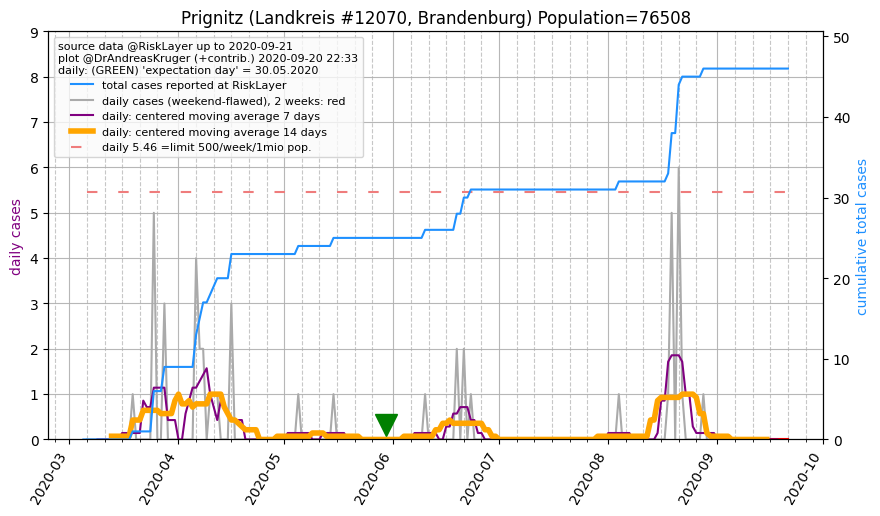 Prignitz (Landkreis #12070, Brandenburg) Population=76508
source data @RiskLayer up to 2020-09-21
plot @DrAndreasKruger (+contrib.) 2020-09-20 22:33
daily: (GREEN) 'expectation day' = 30.05.2020
total cases reported at RiskLayer
daily cases (weekend-flawed), 2 weeks: red
daily: centered moving average 7 days
daily: centered moving average 14 days
daily 5.46 =limit 500/week/1mio pop.
daily cases
9
8
7
6
5
4
3
2
1
0
50
40
30
20
10
0
cumulative total cases
2020-03
2020-04
2020-05
2020-06
2020-07
2020-08
2020-09
2020-10